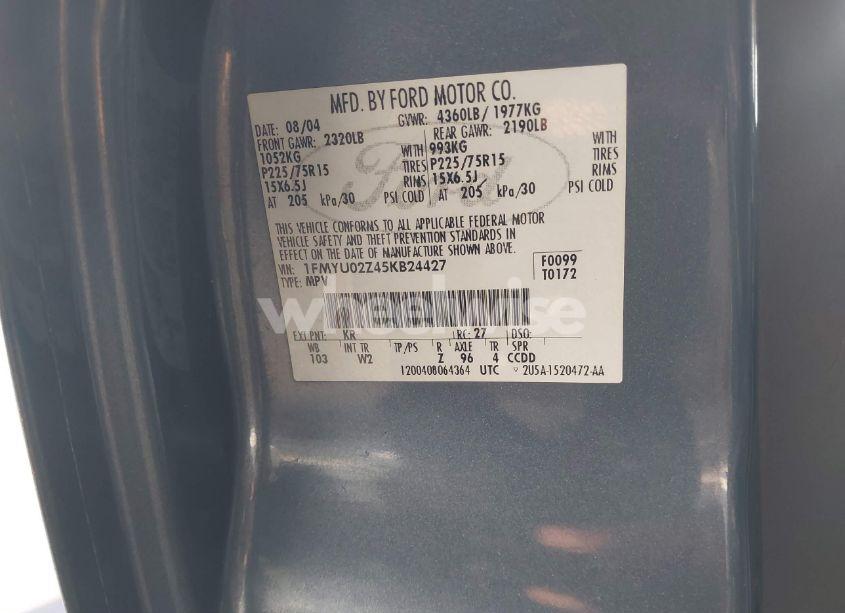 MFD. BY FORD MOTOR CO.
DATE: 08/04 GVWR: 4360LB/ 1977KG
FRONT GAWR: 2320LB REAR GAWR: 2190LB
1052KG WITH 993KG WITH
P225/75R15 TIRES P225/75R15 TIRES
15X6.5J RIMS 15X6.5J RIMS
AT 205 kPa/30 PSI COLD AT 205 kPa/30 PSI COLD
Ford
THIS VEHICLE CONFORMS TO ALL APPLICABLE FEDERAL MOTOR
VEHICLE SAFETY AND THEFT PREVENTION STANDARDS IN
EFFECT ON THE DATE OF MANUFACTURE SHOWN ABOVE.
VIN: 1FMYU02Z45KB24427 F0099
TYPE: MPV T0172
wheelwise
EXT PNT: KR RC: 27 DSO:
WB INT TR TP/PS R AXLE TR SPR
103 W2 Z 96 4 CCDD
1200408064364 UTC 2U5A-1520472-AA